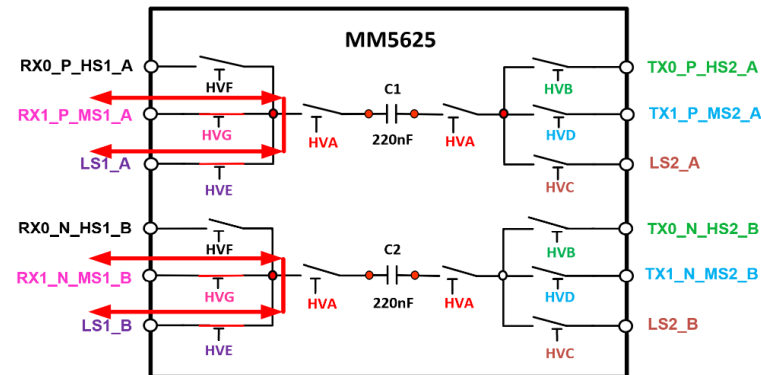 MM5625
RX0_P_HS1_A
HVF
C1
HVB
TX0_P_HS2_A
RX1_P_MS1_A
HVG
HVA
220nF
HVA
HVD
TX1_P_MS2_A
LS1_A
HVE
HVC
LS2_A
RX0_N_HS1_B
HVF
C2
HVB
TX0_N_HS2_B
RX1_N_MS1_B
HVG
HVA
220nF
HVA
HVD
TX1_N_MS2_B
LS1_B
HVE
HVC
LS2_B